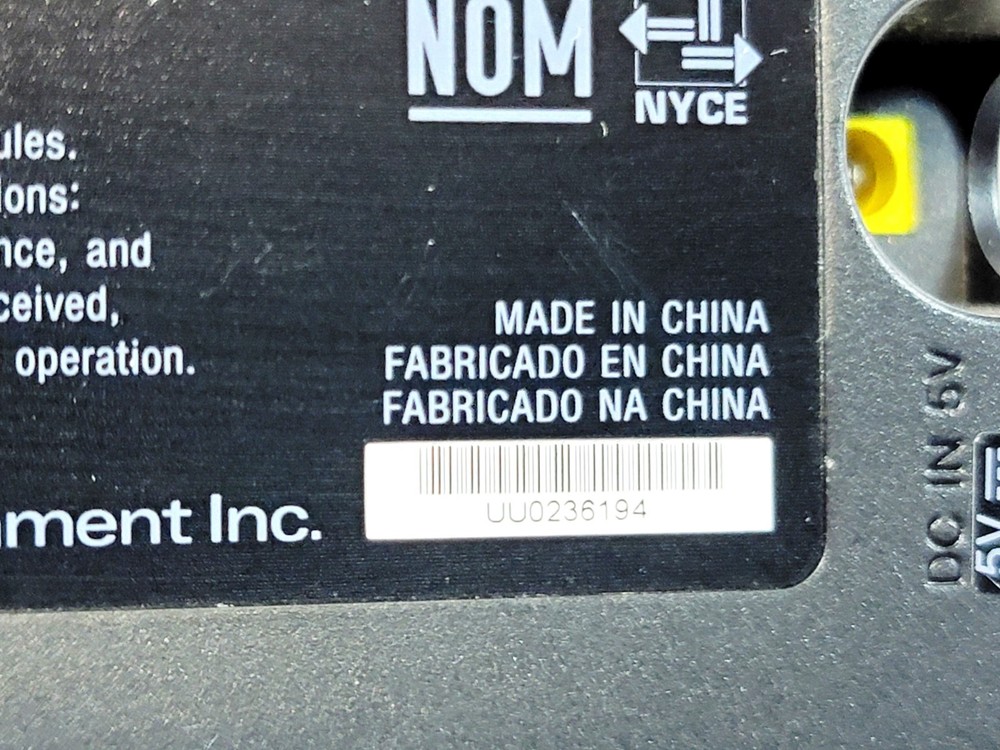 NOM
NYCE
ules.
ions:
nce, and
ceived,
operation.
MADE IN CHINA
FABRICADO EN CHINA
FABRICADO NA CHINA
UU0236194
ment Inc.
DC IN 5V
5V